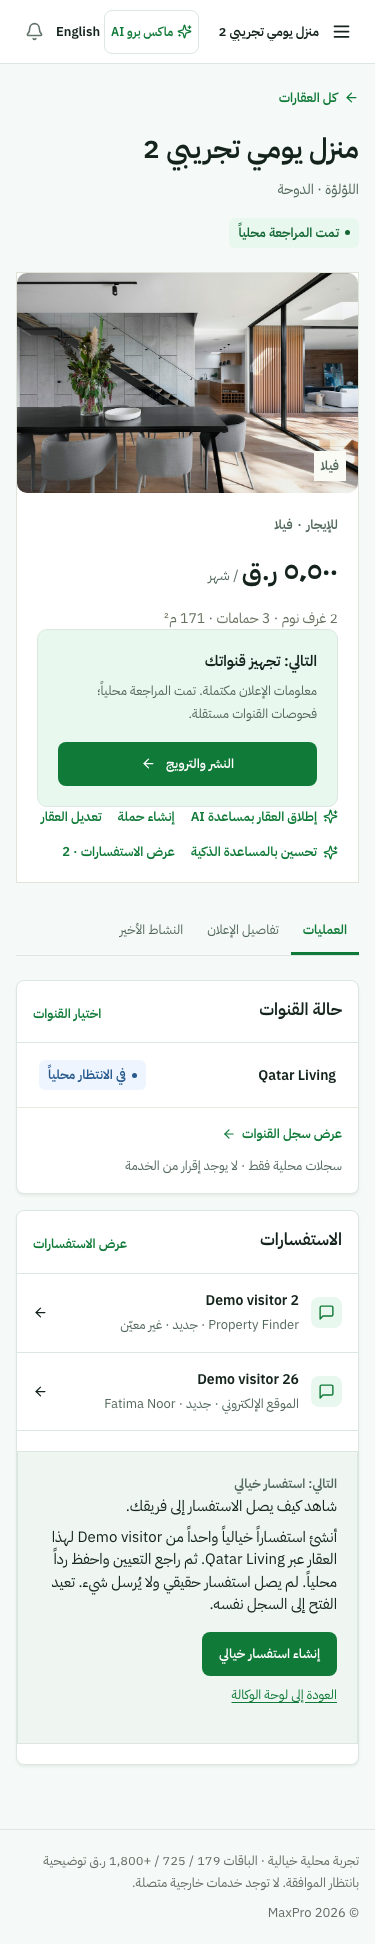 منزل يومي تجريبي 2
ماكس برو AI
English
كل العقارات
منزل يومي تجريبي 2
اللؤلؤة · الدوحة
تمت المراجعة محلياً
فيلا
للإيجار · فيلا
٥٬٥٠٠ ر.ق / شهر
2 غرف نوم · 3 حمامات · 171 م²
التالي: تجهيز قنواتك
معلومات الإعلان مكتملة. تمت المراجعة محلياً؛
فحوصات القنوات مستقلة.
النشر والترويج
إطلاق العقار بمساعدة AI
إنشاء حملة
تعديل العقار
تحسين بالمساعدة الذكية
عرض الاستفسارات · 2
العمليات
تفاصيل الإعلان
النشاط الأخير
حالة القنوات
اختيار القنوات
Qatar Living
في الانتظار محلياً
عرض سجل القنوات
سجلات محلية فقط · لا يوجد إقرار من الخدمة
الاستفسارات
عرض الاستفسارات
Demo visitor 2
Property Finder · جديد · غير معيّن
Demo visitor 26
الموقع الإلكتروني · جديد · Fatima Noor
التالي: استفسار خيالي
شاهد كيف يصل الاستفسار إلى فريقك.
أنشئ استفساراً خيالياً واحداً من Demo visitor لهذا
العقار عبر Qatar Living. ثم راجع التعيين واحفظ رداً
محلياً. لم يصل استفسار حقيقي ولا يُرسل شيء. تعيد
الفتح إلى السجل نفسه.
إنشاء استفسار خيالي
العودة إلى لوحة الوكالة
تجربة محلية خيالية · الباقات 179 / 725 / +1,800 ر.ق توضيحية
بانتظار الموافقة. لا توجد خدمات خارجية متصلة.
© 2026 MaxPro